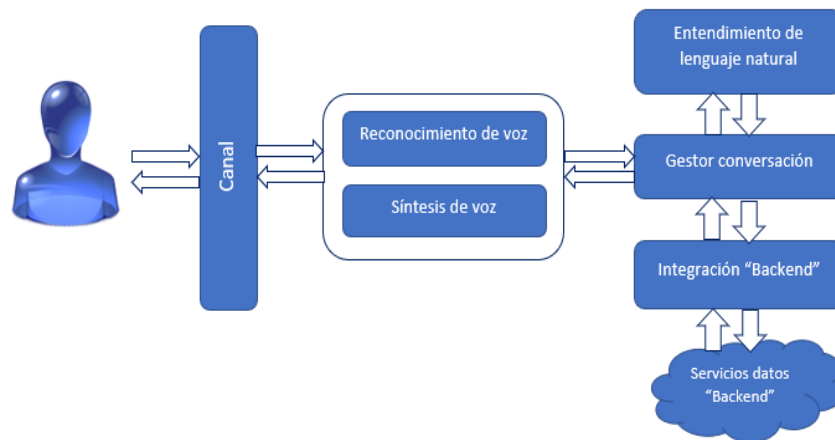 Canal
Reconocimiento de voz
Síntesis de voz
Entendimiento de
lenguaje natural
Gestor conversación
Integración “Backend”
Servicios datos
“Backend”